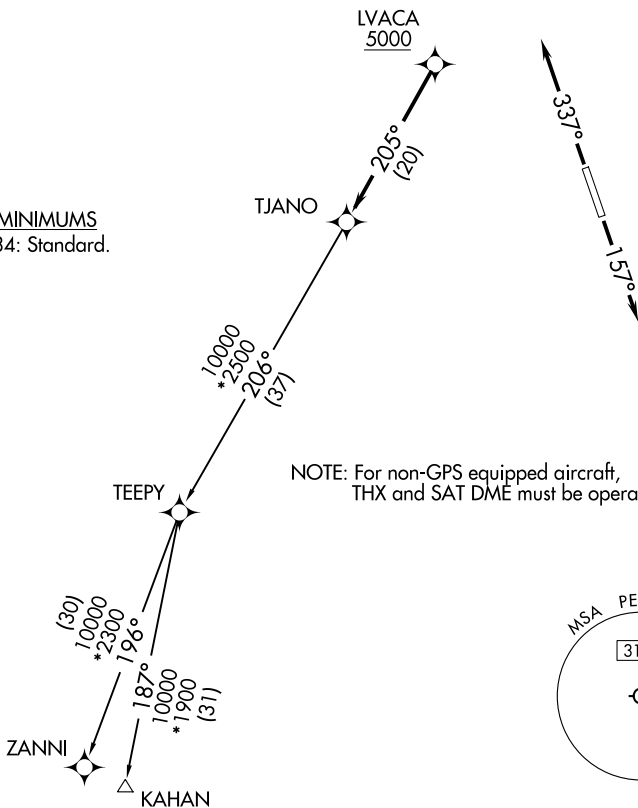 LVACA
5000
337°
205°
(20)
TJANO
MINIMUMS
34: Standard.
157°
10000
*2500
206°
(37)
NOTE: For non-GPS equipped aircraft,
THX and SAT DME must be opera
TEEPY
(30)
10000
*2300
196°
187°
10000
*1900
(31)
MSA PE
31
ZANNI
KAHAN